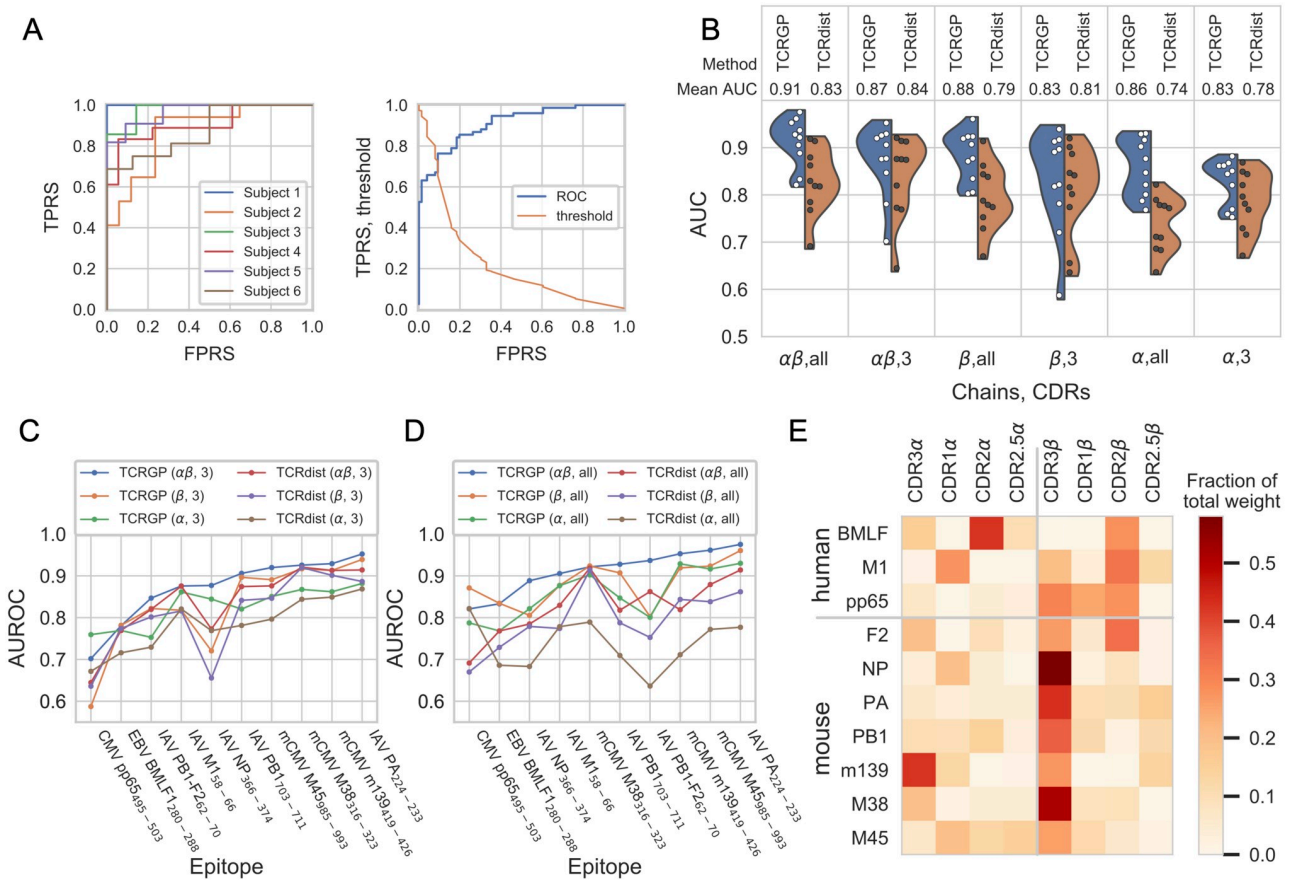 A
TPRS
1.0
0.8
0.6
0.4
0.2
0.0
Subject 1
Subject 2
Subject 3
Subject 4
Subject 5
Subject 6
0.0 0.2 0.4 0.6 0.8 1.0
FPRS
TPRS, threshold
1.0
0.8
0.6
0.4
0.2
0.0
ROC
threshold
0.0 0.2 0.4 0.6 0.8 1.0
FPRS
B
Method TCRGP TCRdist TCRGP TCRdist TCRGP TCRdist TCRGP TCRdist TCRGP TCRdist TCRGP TCRdist
Mean AUC 0.91 0.83 0.87 0.84 0.88 0.79 0.83 0.81 0.86 0.74 0.83 0.78
AUC
0.9
0.8
0.7
0.6
0.5
αβ,all αβ,3 β,all β,3 α,all α,3
Chains, CDRs
C
TCRGP (αβ, 3) TCRdist (αβ, 3)
TCRGP (β, 3) TCRdist (β, 3)
TCRGP (α, 3) TCRdist (α, 3)
AUROC
1.0
0.9
0.8
0.7
0.6
CMV pp65₄₉₅₋₅₀₃
EBV BMLF1₂₈₀₋₂₈₈
IAV PB1-F2₆₂₋₇₀
IAV M1₅₈₋₆₆
IAV NP₃₆₆₋₃₇₄
IAV PB1₇₀₃₋₇₁₁
mCMV M45₉₈₅₋₉₉₃
mCMV M38₃₁₆₋₃₂₃
mCMV m139₄₁₉₋₄₂₆
IAV PA₂₂₄₋₂₃₃
Epitope
D
TCRGP (αβ, all) TCRdist (αβ, all)
TCRGP (β, all) TCRdist (β, all)
TCRGP (α, all) TCRdist (α, all)
AUROC
1.0
0.9
0.8
0.7
0.6
CMV pp65₄₉₅₋₅₀₃
EBV BMLF1₂₈₀₋₂₈₈
IAV NP₃₆₆₋₃₇₄
IAV M1₅₈₋₆₆
mCMV M38₃₁₆₋₃₂₃
IAV PB1₇₀₃₋₇₁₁
IAV PB1-F2₆₂₋₇₀
mCMV m139₄₁₉₋₄₂₆
mCMV M45₉₈₅₋₉₉₃
IAV PA₂₂₄₋₂₃₃
Epitope
E
CDR3α CDR1α CDR2α CDR2.5α CDR3β CDR1β CDR2β CDR2.5β
human
BMLF
M1
pp65
mouse
F2
NP
PA
PB1
m139
M38
M45
Fraction of
total weight
0.5
0.4
0.3
0.2
0.1
0.0